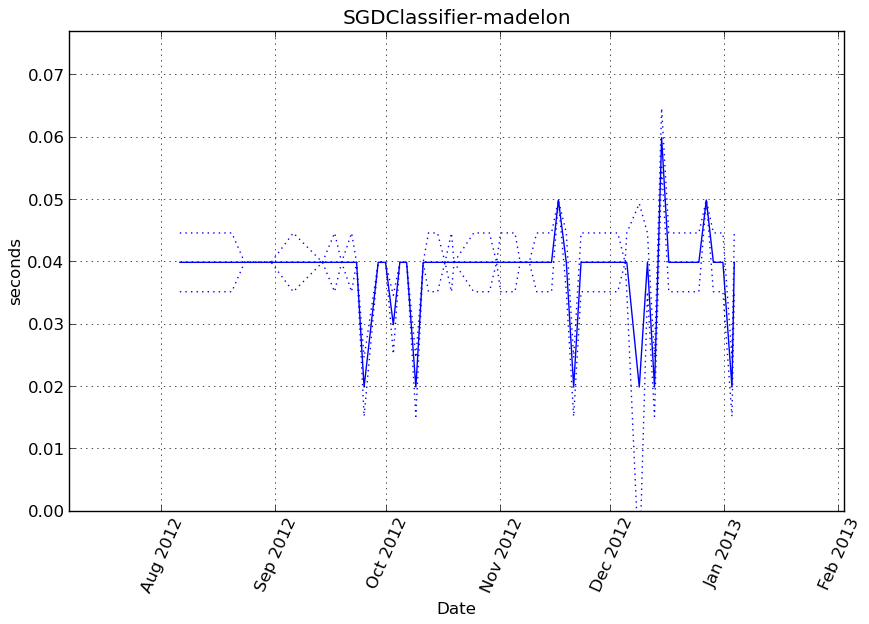 SGDClassifier-madelon
0.07
0.06
0.05
0.04
0.03
0.02
0.01
0.00
seconds
Aug 2012
Sep 2012
Oct 2012
Nov 2012
Dec 2012
Jan 2013
Feb 2013
Date